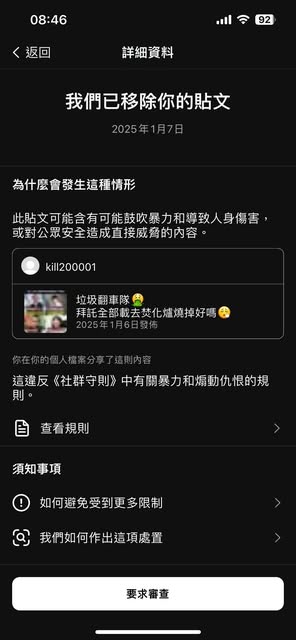 08:46
92
返回
詳細資料
我們已移除你的貼文
2025年1月7日
為什麼會發生這種情形
此貼文可能含有可能鼓吹暴力和導致人身傷害，
或對公眾安全造成直接威脅的內容。
kill200001
垃圾翻車隊🤮
拜託全部載去焚化爐燒掉好嗎😮‍💨
2025年1月6日發佈
你在你的個人檔案分享了這則內容
這違反《社群守則》中有關暴力和煽動仇恨的規
則。
查看規則
須知事項
如何避免受到更多限制
我們如何作出這項處置
要求審查